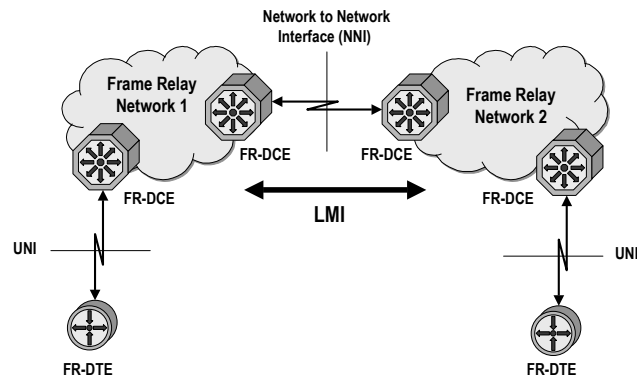 Network to Network
Interface (NNI)
Frame Relay
Network 1
Frame Relay
Network 2
FR-DCE
FR-DCE
FR-DCE
FR-DCE
LMI
UNI
UNI
FR-DTE
FR-DTE